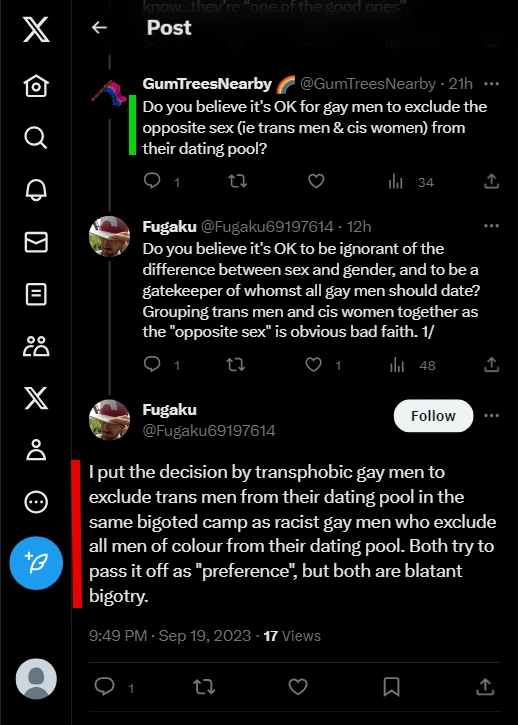 know...they're "one of the good ones".
Post
GumTreesNearby 🌈 @GumTreesNearby · 21h
Do you believe it's OK for gay men to exclude the
opposite sex (ie trans men & cis women) from
their dating pool?
1 34
Fugaku @Fugaku69197614 · 12h
Do you believe it's OK to be ignorant of the
difference between sex and gender, and to be a
gatekeeper of whomst all gay men should date?
Grouping trans men and cis women together as
the "opposite sex" is obvious bad faith. 1/
1 1 48
Fugaku
@Fugaku69197614
Follow
I put the decision by transphobic gay men to
exclude trans men from their dating pool in the
same bigoted camp as racist gay men who exclude
all men of colour from their dating pool. Both try to
pass it off as "preference", but both are blatant
bigotry.
9:49 PM · Sep 19, 2023 · 17 Views
1